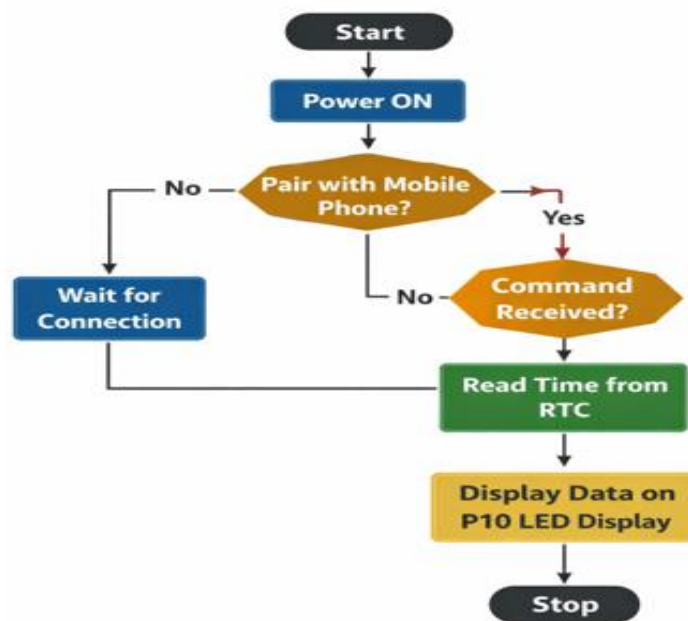 Start
Power ON
Pair with Mobile
Phone?
No
Yes
Wait for
Connection
No
Command
Received?
Read Time from
RTC
Display Data on
P10 LED Display
Stop